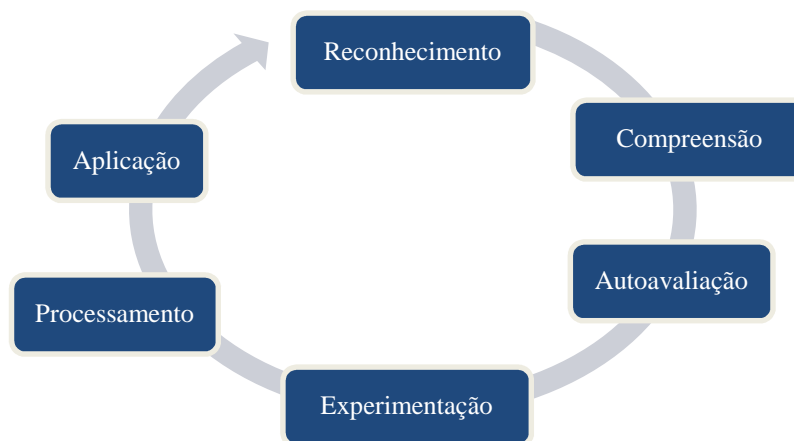 Reconhecimento
Compreensão
Autoavaliação
Experimentação
Processamento
Aplicação